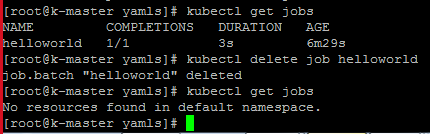 [root@k-master yamls]# kubectl get jobs
NAME COMPLETIONS DURATION AGE
helloworld 1/1 3s 6m29s
[root@k-master yamls]# kubectl delete job helloworld
job.batch "helloworld" deleted
[root@k-master yamls]# kubectl get jobs
No resources found in default namespace.
[root@k-master yamls]#